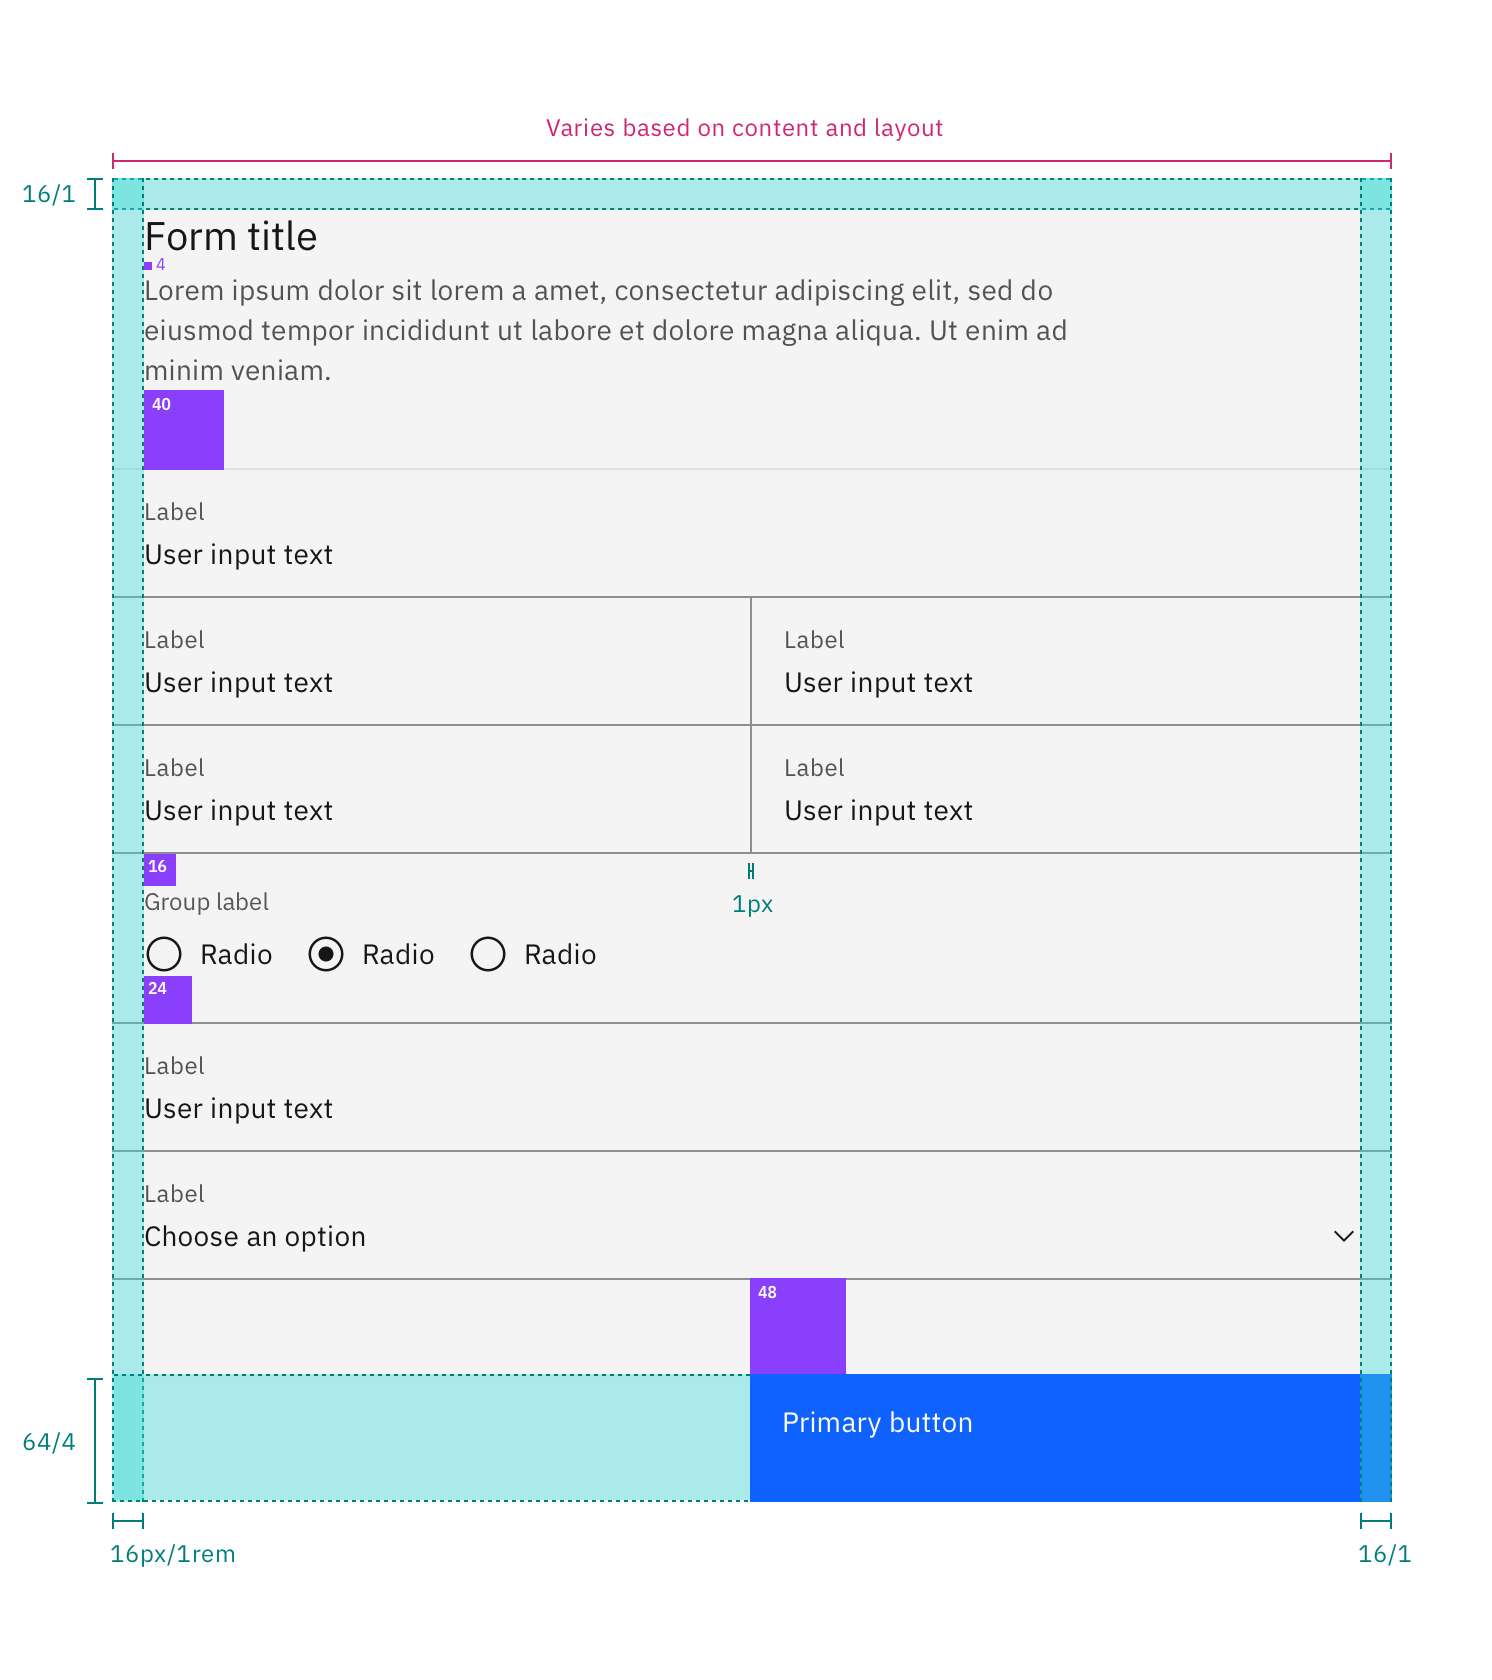 Varies based on content and layout
16/1
Form title
4
Lorem ipsum dolor sit lorem a amet, consectetur adipiscing elit, sed do
eiusmod tempor incididunt ut labore et dolore magna aliqua. Ut enim ad
minim veniam.
40
Label
User input text
Label Label
User input text User input text
Label Label
User input text User input text
16
Group label 1px
Radio Radio Radio
24
Label
User input text
Label
Choose an option
48
64/4 Primary button
16px/1rem 16/1